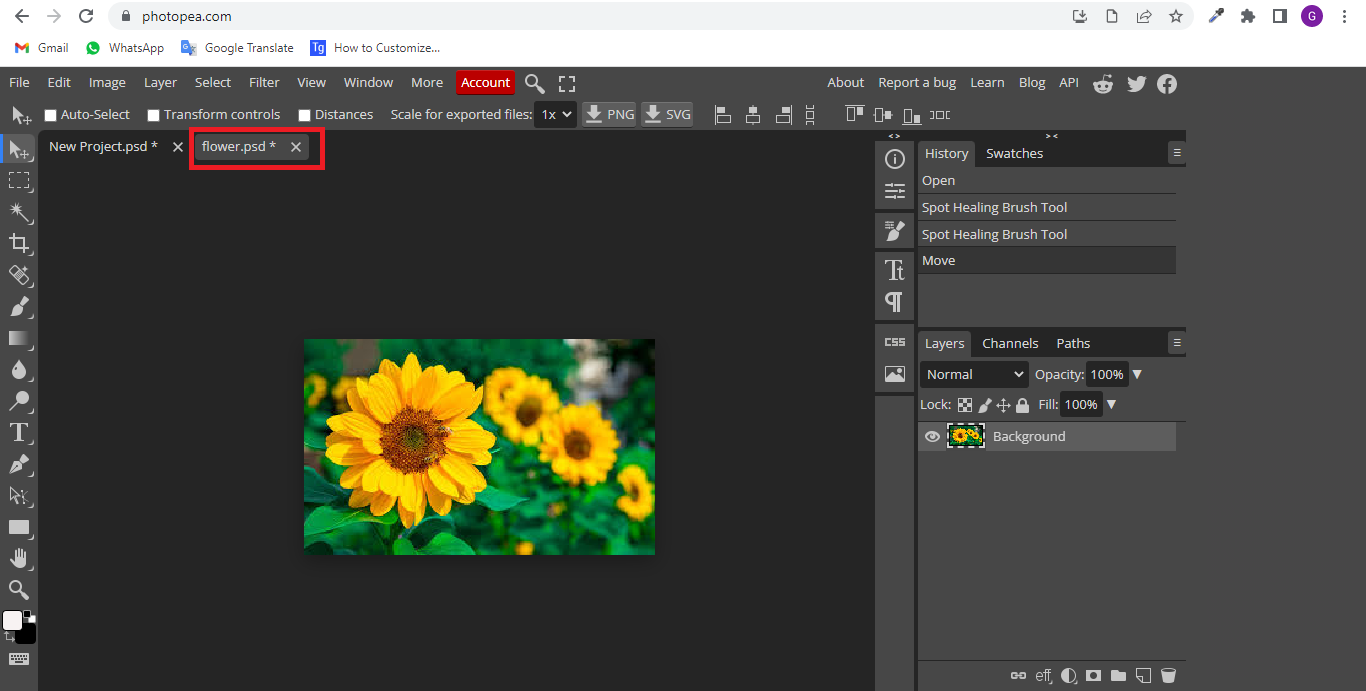 photopea.com
G
Gmail WhatsApp Google Translate Tg How to Customize...
File Edit Image Layer Select Filter View Window More Account About Report a bug Learn Blog API
Auto-Select Transform controls Distances Scale for exported files: 1x PNG SVG
New Project.psd * flower.psd *
< > > <
History Swatches
Open
Spot Healing Brush Tool
Spot Healing Brush Tool
Move
Tt
CSS
Layers Channels Paths
Normal Opacity: 100%
Lock: Fill: 100%
Background
T
eff